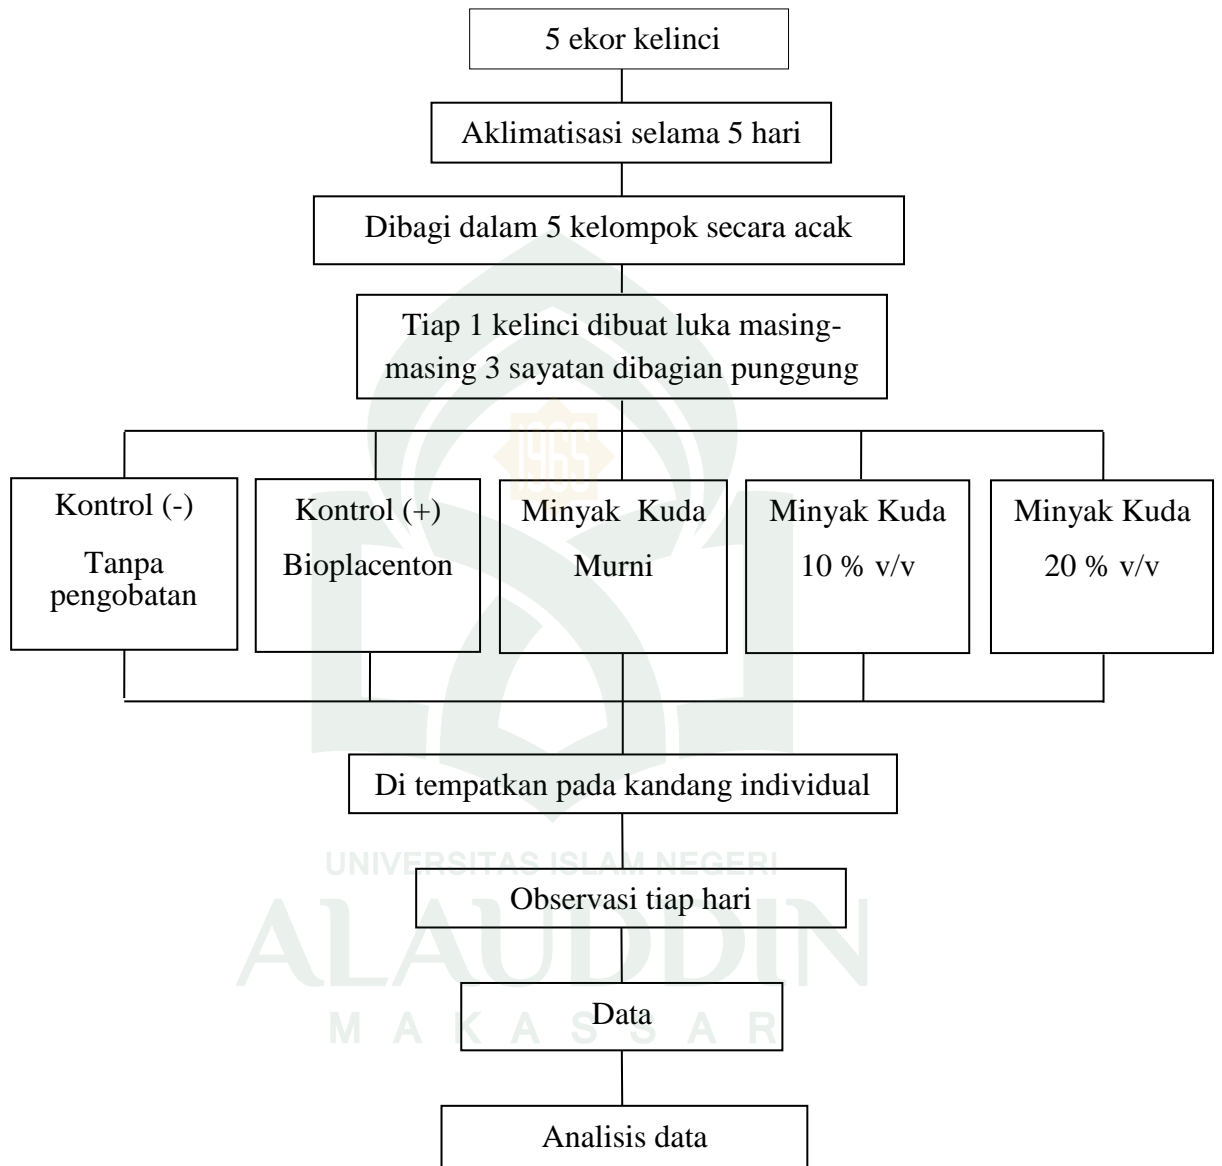 5 ekor kelinci
Aklimatisasi selama 5 hari
Dibagi dalam 5 kelompok secara acak
Tiap 1 kelinci dibuat luka masing-
masing 3 sayatan dibagian punggung
1965
Kontrol (-)
Tanpa
pengobatan
Kontrol (+)
Bioplacenton
Minyak Kuda
Murni
Minyak Kuda
10 % v/v
Minyak Kuda
20 % v/v
Di tempatkan pada kandang individual
UNIVERSITAS ISLAM NEGERI
Observasi tiap hari
ALAUDDIN
Data
MAKASSAR
Analisis data